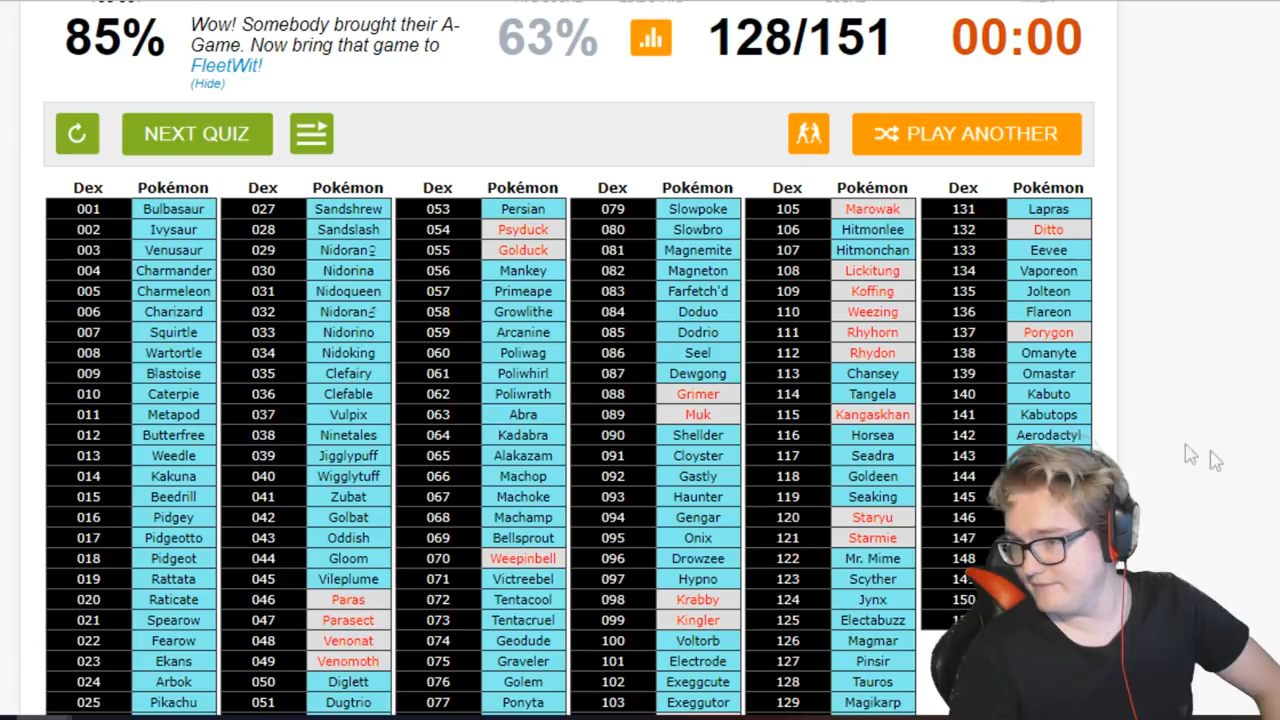 85%
Wow! Somebody brought their A-
Game. Now bring that game to
FleetWit!
(Hide)
63%
128/151
00:00
NEXT QUIZ
PLAY ANOTHER
Dex Pokémon Dex Pokémon Dex Pokémon Dex Pokémon Dex Pokémon Dex Pokémon
001 Bulbasaur 027 Sandshrew 053 Persian 079 Slowpoke 105 Marowak 131 Lapras
002 Ivysaur 028 Sandslash 054 Psyduck 080 Slowbro 106 Hitmonlee 132 Ditto
003 Venusaur 029 Nidoran♀ 055 Golduck 081 Magnemite 107 Hitmonchan 133 Eevee
004 Charmander 030 Nidorina 056 Mankey 082 Magneton 108 Lickitung 134 Vaporeon
005 Charmeleon 031 Nidoqueen 057 Primeape 083 Farfetch'd 109 Koffing 135 Jolteon
006 Charizard 032 Nidoran♂ 058 Growlithe 084 Doduo 110 Weezing 136 Flareon
007 Squirtle 033 Nidorino 059 Arcanine 085 Dodrio 111 Rhyhorn 137 Porygon
008 Wartortle 034 Nidoking 060 Poliwag 086 Seel 112 Rhydon 138 Omanyte
009 Blastoise 035 Clefairy 061 Poliwhirl 087 Dewgong 113 Chansey 139 Omastar
010 Caterpie 036 Clefable 062 Poliwrath 088 Grimer 114 Tangela 140 Kabuto
011 Metapod 037 Vulpix 063 Abra 089 Muk 115 Kangaskhan 141 Kabutops
012 Butterfree 038 Ninetales 064 Kadabra 090 Shellder 116 Horsea 142 Aerodactyl
013 Weedle 039 Jigglypuff 065 Alakazam 091 Cloyster 117 Seadra 143
014 Kakuna 040 Wigglytuff 066 Machop 092 Gastly 118 Goldeen 144
015 Beedrill 041 Zubat 067 Machoke 093 Haunter 119 Seaking 145
016 Pidgey 042 Golbat 068 Machamp 094 Gengar 120 Staryu 146
017 Pidgeotto 043 Oddish 069 Bellsprout 095 Onix 121 Starmie 147
018 Pidgeot 044 Gloom 070 Weepinbell 096 Drowzee 122 Mr. Mime 148
019 Rattata 045 Vileplume 071 Victreebel 097 Hypno 123 Scyther
020 Raticate 046 Paras 072 Tentacool 098 Krabby 124 Jynx 150
021 Spearow 047 Parasect 073 Tentacruel 099 Kingler 125 Electabuzz
022 Fearow 048 Venonat 074 Geodude 100 Voltorb 126 Magmar
023 Ekans 049 Venomoth 075 Graveler 101 Electrode 127 Pinsir
024 Arbok 050 Diglett 076 Golem 102 Exeggcute 128 Tauros
025 Pikachu 051 Dugtrio 077 Ponyta 103 Exeggutor 129 Magikarp